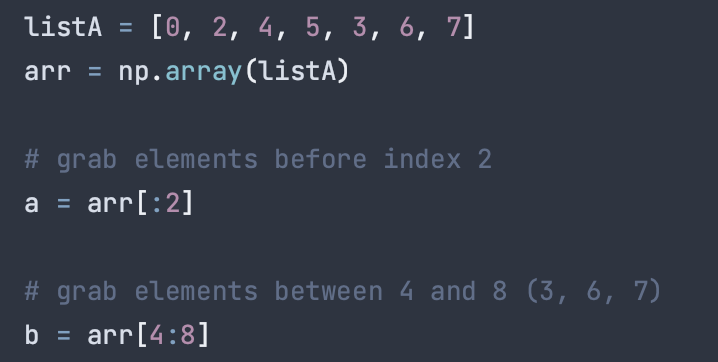 listA = [0, 2, 4, 5, 3, 6, 7]
arr = np.array(listA)
# grab elements before index 2
a = arr[:2]
# grab elements between 4 and 8 (3, 6, 7)
b = arr[4:8]